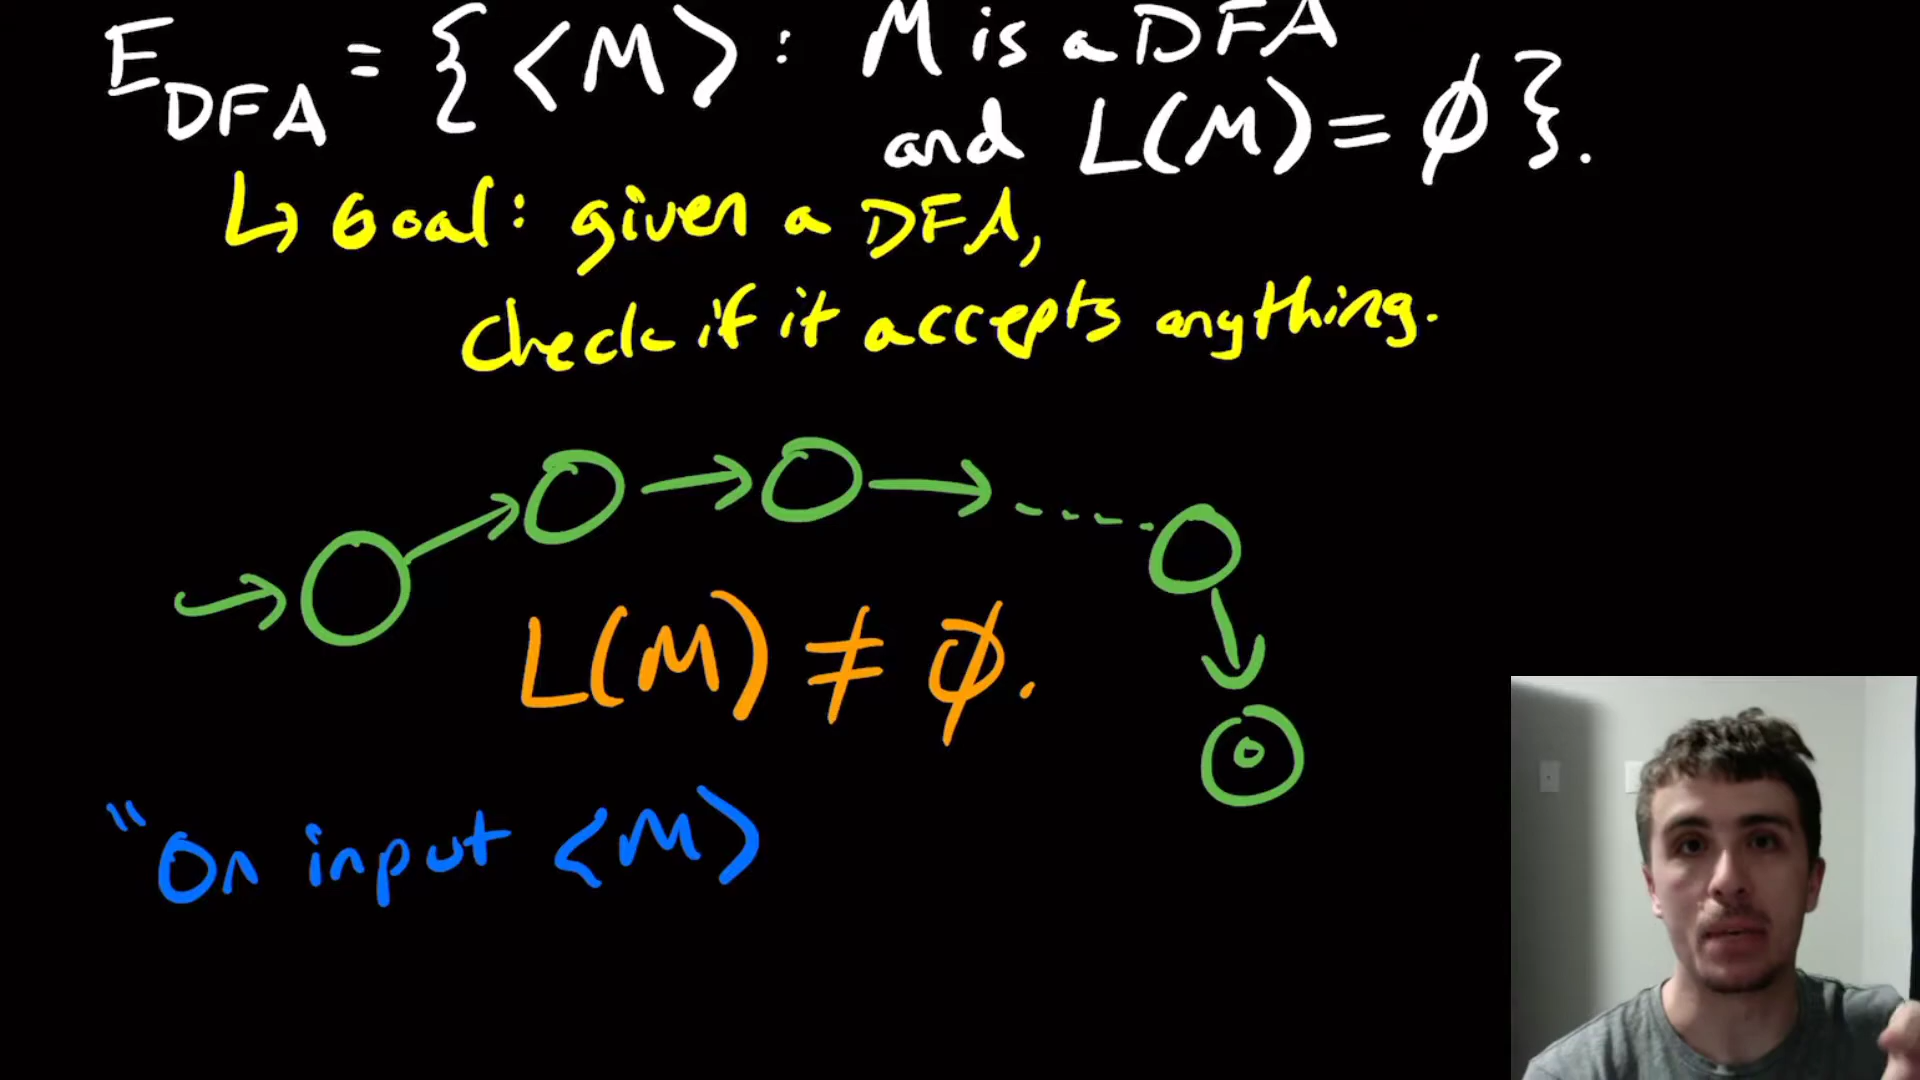 E_DFA = {<M> : M is a DFA
and L(M) = ∅}.
↳ Goal: given a DFA,
check if it accepts anything.
L(M) ≠ ∅.
"On input <M>